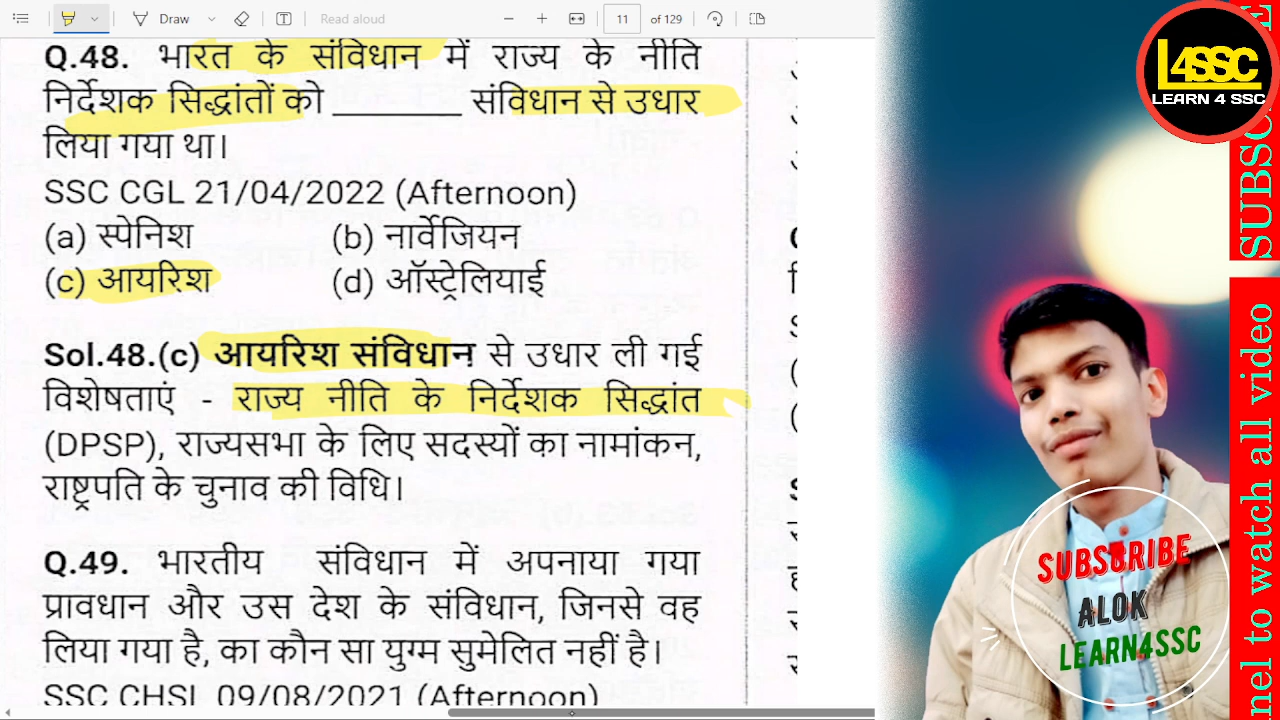 Draw
Read aloud
11
of 129
Q.48. भारत के संविधान में राज्य के नीति
निर्देशक सिद्धांतों को ________ संविधान से उधार
लिया गया था।
SSC CGL 21/04/2022 (Afternoon)
(a) स्पेनिश (b) नार्वेजियन
(c) आयरिश (d) ऑस्ट्रेलियाई
Sol.48.(c) आयरिश संविधान से उधार ली गई
विशेषताएं - राज्य नीति के निर्देशक सिद्धांत
(DPSP), राज्यसभा के लिए सदस्यों का नामांकन,
राष्ट्रपति के चुनाव की विधि।
Q.49. भारतीय संविधान में अपनाया गया
प्रावधान और उस देश के संविधान, जिनसे वह
लिया गया है, का कौन सा युग्म सुमेलित नहीं है।
SSC CHSL 09/08/2021 (Afternoon)
L4SSC
LEARN 4 SSC
SUBSC
E
nel to watch all video
SUBSRIBE
ALOK
LEARN4SSC